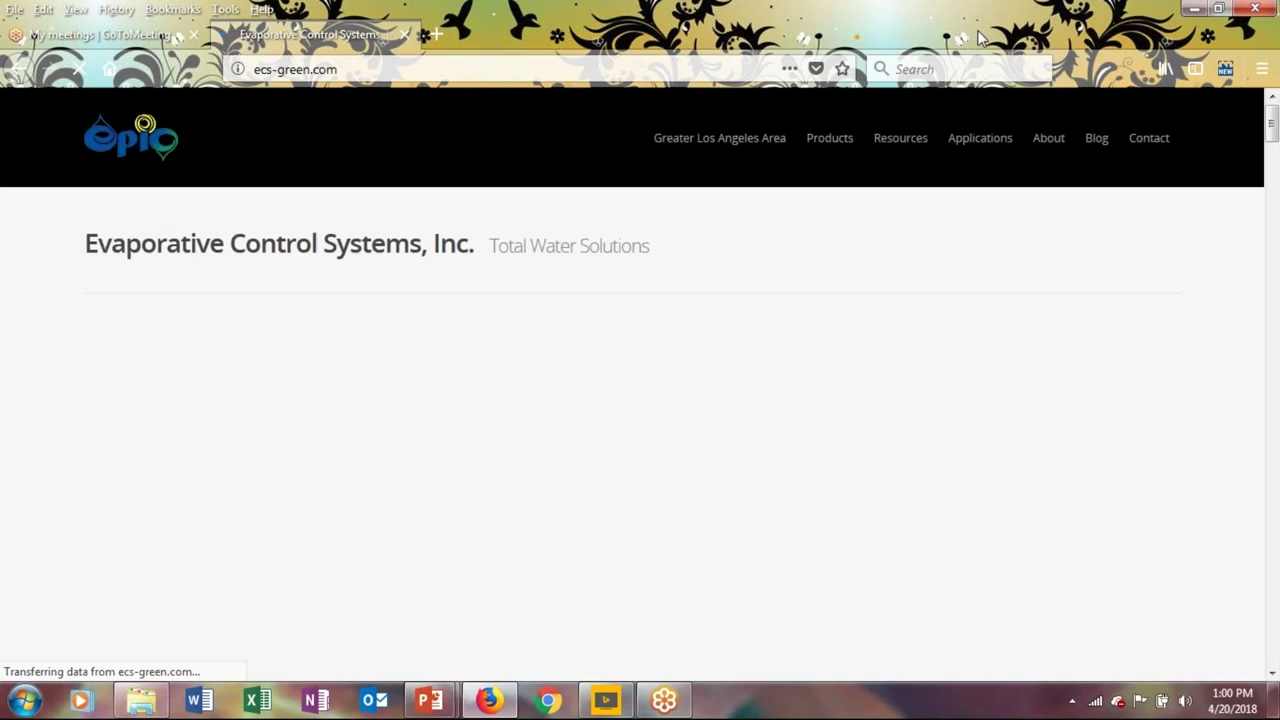 File Edit View History Bookmarks Tools Help
My meetings | GoToMeeting
Evaporative Control Systems,
ecs-green.com
Search
NEW
epic
Greater Los Angeles Area Products Resources Applications About Blog Contact
Evaporative Control Systems, Inc. Total Water Solutions
Transferring data from ecs-green.com...
1:00 PM
4/20/2018